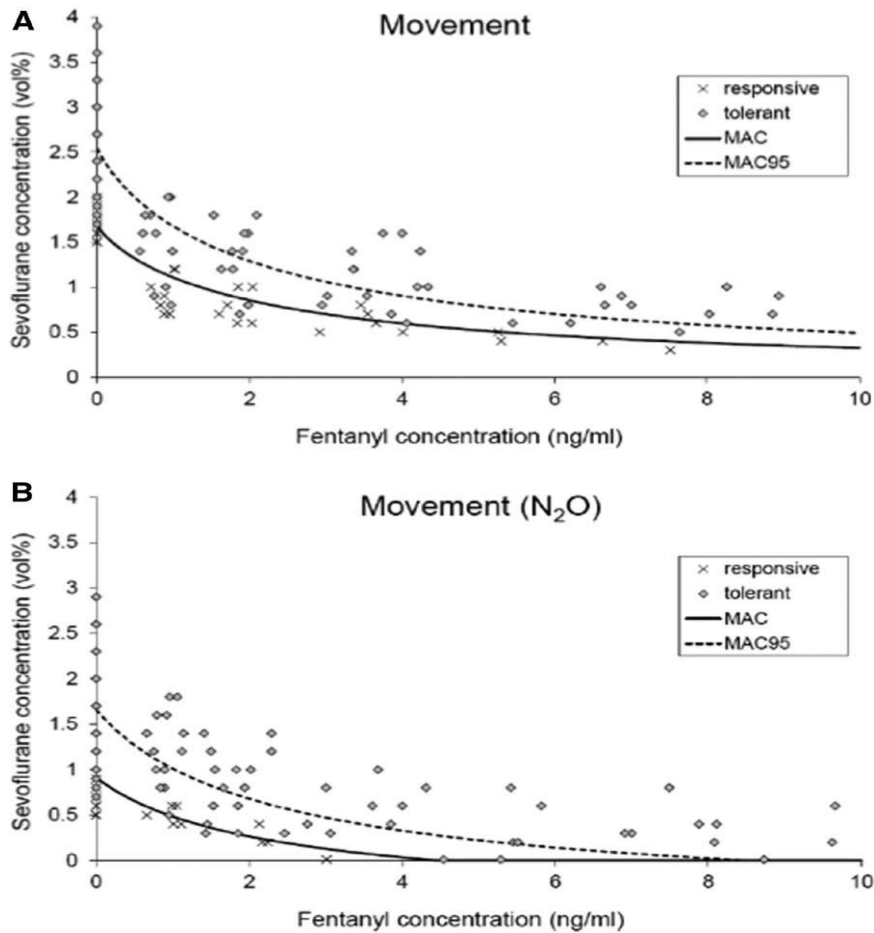 A
Movement
Sevoflurane concentration (vol%)
4
3.5
3
2.5
2
1.5
1
0.5
0
responsive
tolerant
MAC
MAC95
0 2 4 6 8 10
Fentanyl concentration (ng/ml)
B
Movement (N₂O)
Sevoflurane concentration (vol%)
4
3.5
3
2.5
2
1.5
1
0.5
0
responsive
tolerant
MAC
MAC95
0 2 4 6 8 10
Fentanyl concentration (ng/ml)